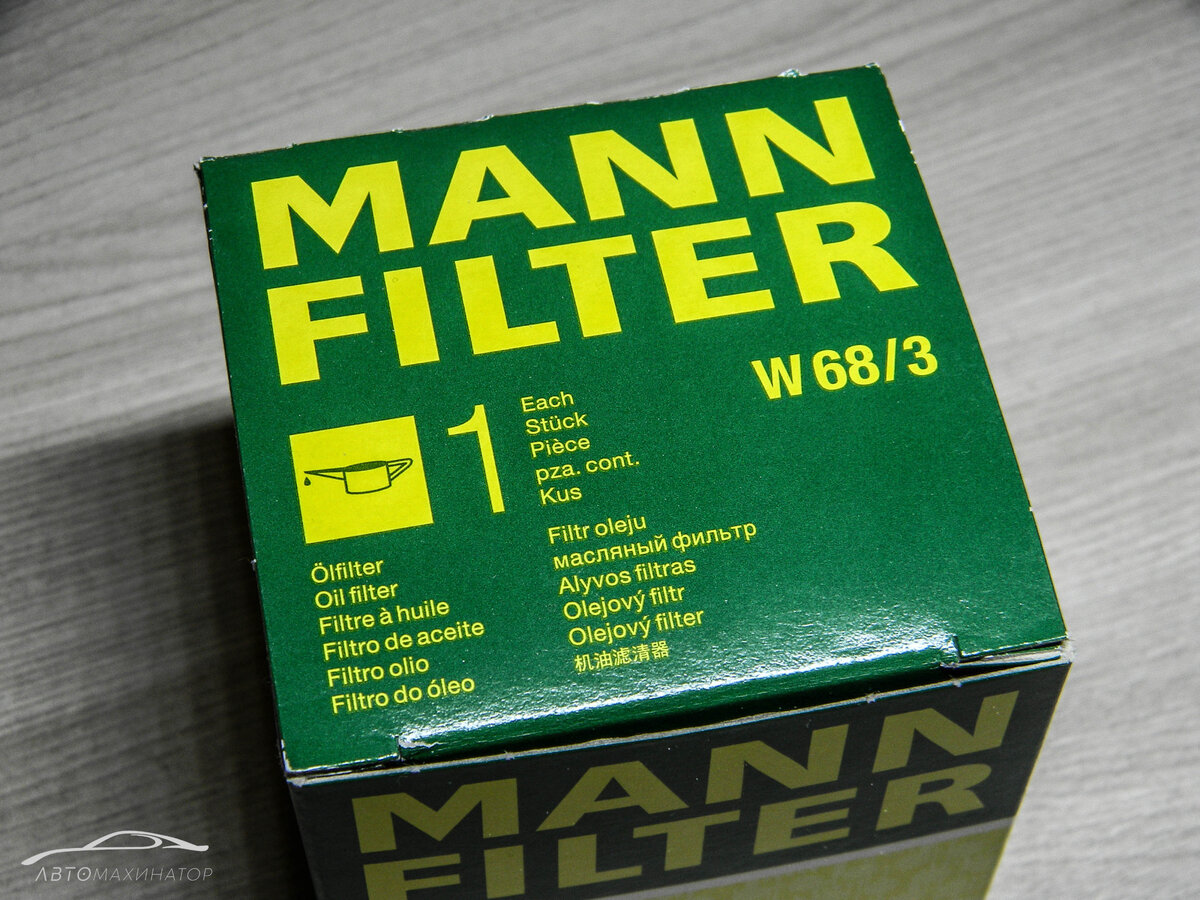 MANN
FILTER
W 68/3
1
Each
Stück
Pièce
pza. cont.
Kus
Ölfilter
Oil filter
Filtre à huile
Filtro de aceite
Filtro olio
Filtro do óleo
Filtr oleju
масляный фильтр
Alyvos filtras
Olejový filtr
Olejový filter
机油滤清器
MANN
FILTER
АВТОМАХИНАТОР